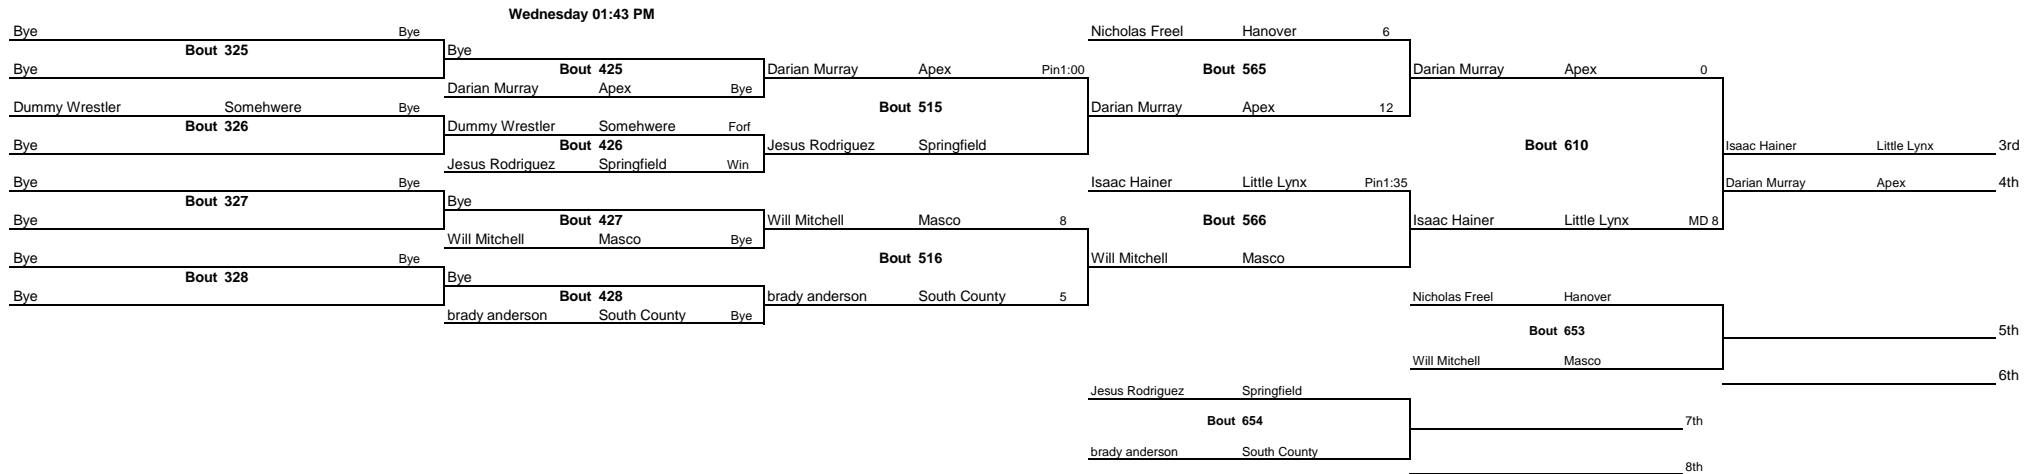 Wednesday 01:43 PM
Bye Bye
Bout 325
Bye
Dummy Wrestler Somehwere Bye
Bout 326
Bye
Bye Bye
Bout 327
Bye
Bye Bye
Bout 328
Bye
Bye
Bout 425
Darian Murray Apex Bye
Dummy Wrestler Somehwere Forf
Bout 426
Jesus Rodriguez Springfield Win
Bye
Bout 427
Will Mitchell Masco Bye
Bye
Bout 428
brady anderson South County Bye
Darian Murray Apex Pin1:00
Bout 515
Jesus Rodriguez Springfield
Will Mitchell Masco 8
Bout 516
brady anderson South County 5
Nicholas Freel Hanover 6
Bout 565
Darian Murray Apex 12
Isaac Hainer Little Lynx Pin1:35
Bout 566
Will Mitchell Masco
Darian Murray Apex 0
Bout 610
Isaac Hainer Little Lynx MD 8
Isaac Hainer Little Lynx 3rd
Darian Murray Apex 4th
Nicholas Freel Hanover
Bout 653
Will Mitchell Masco
5th
6th
Jesus Rodriguez Springfield
Bout 654
brady anderson South County
7th
8th